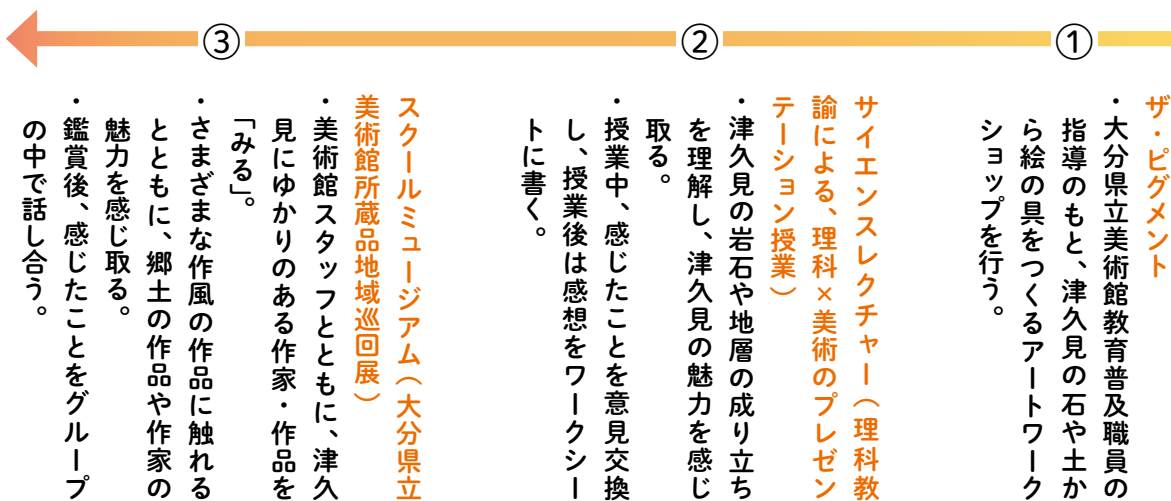 ①
ザ・ピグメント
・大分県立美術館教育普及職員の
指導のもと、津久見の石や土か
ら絵の具をつくるアートワーク
ショップを行う。
②
サイエンスレクチャー（理科教
諭による、理科×美術のプレゼン
テーション授業）
・津久見の岩石や地層の成り立ち
を理解し、津久見の魅力を感じ
取る。
・授業中、感じたことを意見交換
し、授業後は感想をワークシー
トに書く。
③
スクールミュージアム（大分県立
美術館所蔵品地域巡回展）
・美術館スタッフとともに、津久
見にゆかりのある作家・作品を
「みる」。
・さまざまな作風の作品に触れる
とともに、郷土の作品や作家の
魅力を感じ取る。
・鑑賞後、感じたことをグループ
の中で話し合う。